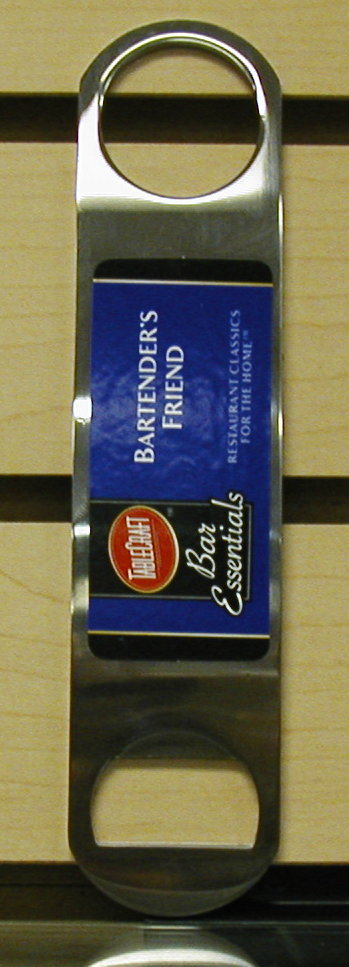 TABLECRAFT
Bar
Essentials
BARTENDER'S
FRIEND
RESTAURANT CLASSICS
FOR THE HOME™